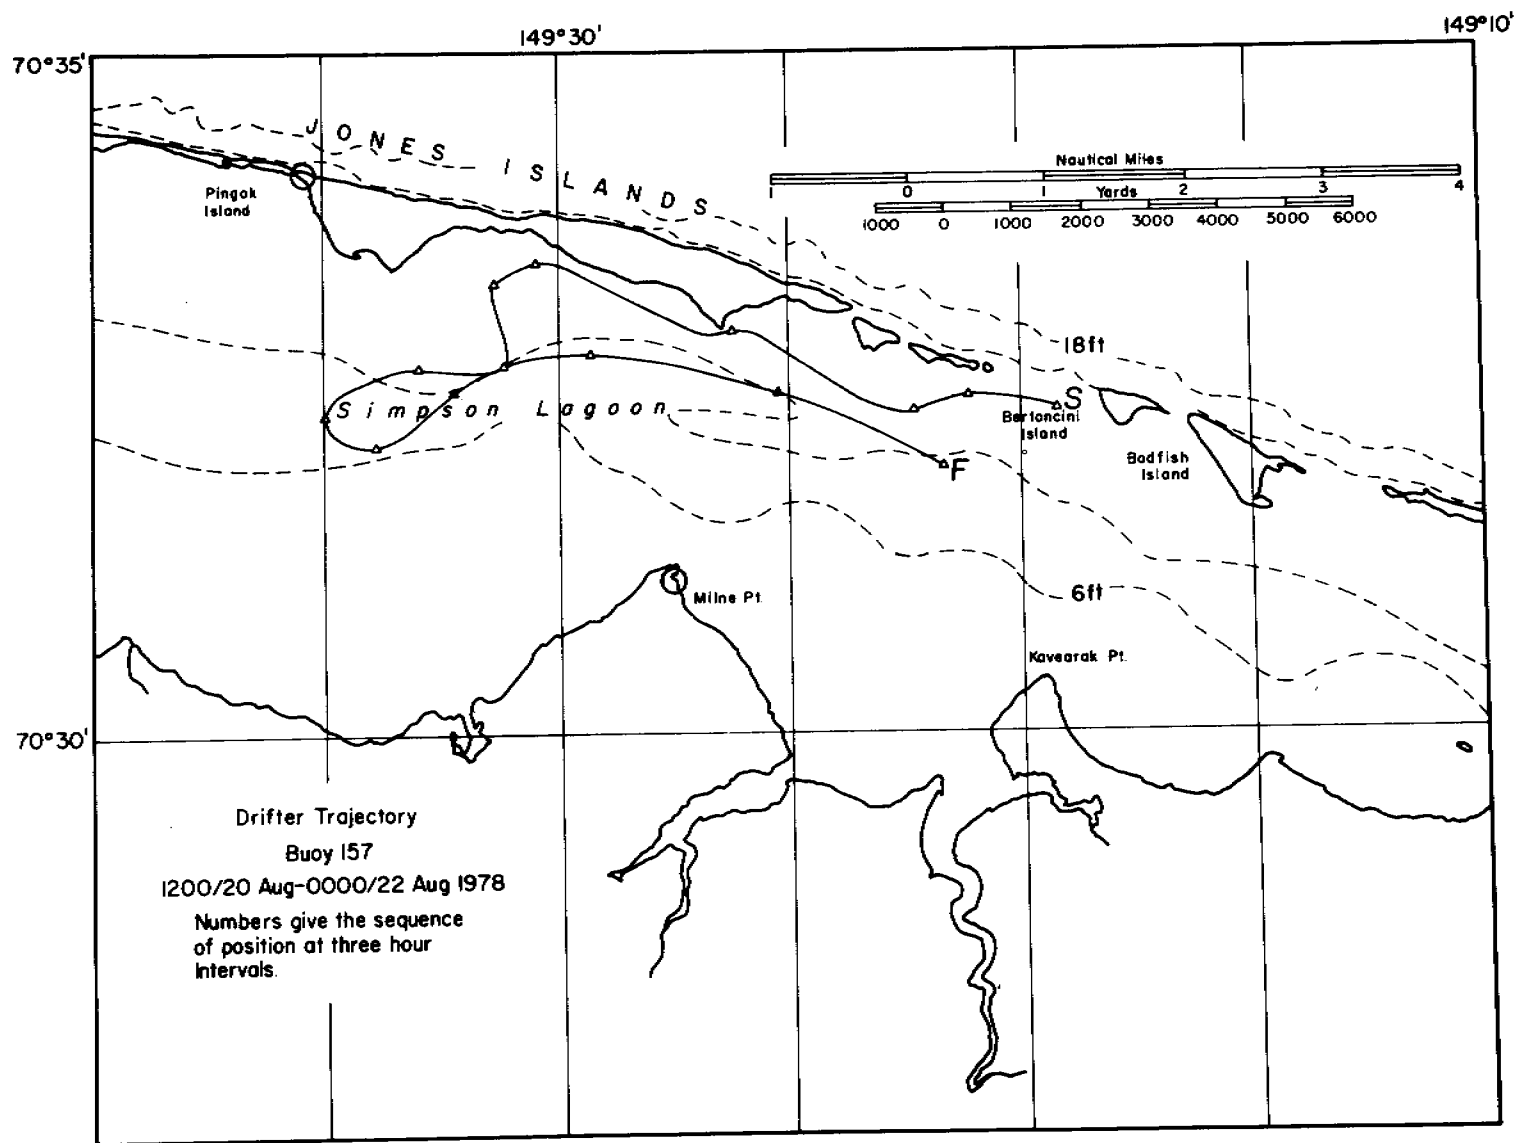 149°30'
149°10'
70°35'
JONES ISLANDS
Nautical Miles
1 0 1 2 3 4
Yards
1000 0 1000 2000 3000 4000 5000 6000
Pingok
Island
18ft
Simpson Lagoon
S
Bertoncini
Island
Bodfish
Island
F
6ft
Milne Pt.
Kavearak Pt.
70°30'
Drifter Trajectory
Buoy 157
1200/20 Aug-0000/22 Aug 1978
Numbers give the sequence
of position at three hour
intervals.